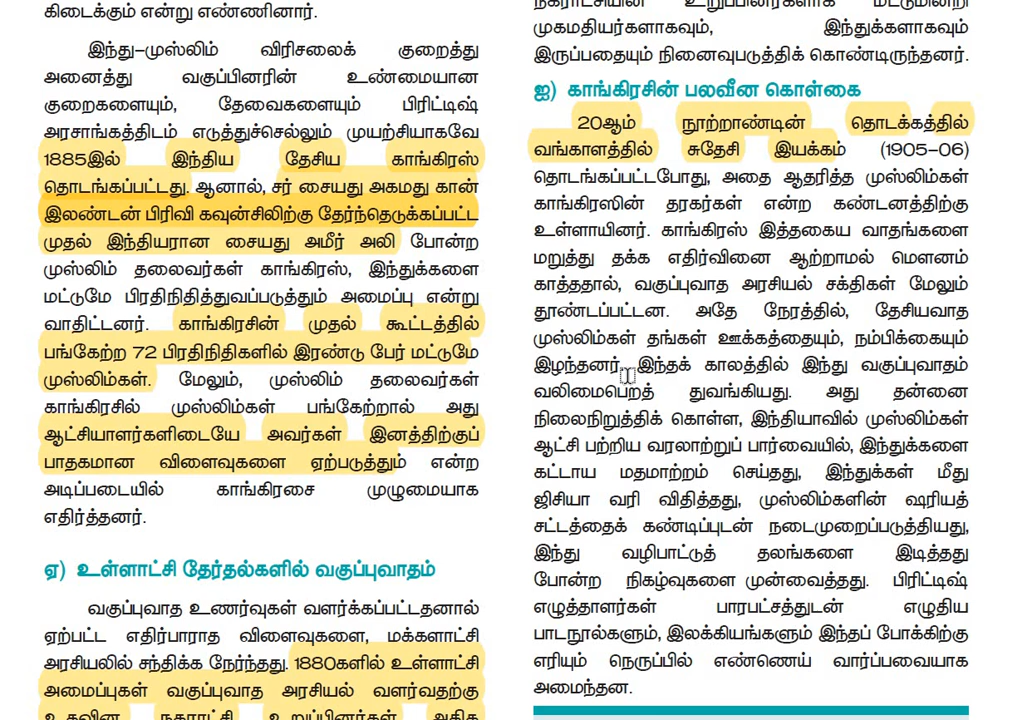 கிடைக்கும் என்று எண்ணினார்.
இந்து–முஸ்லிம் விரிசலைக் குறைத்து
அனைத்து வகுப்பினரின் உண்மையான
குறைகளையும், தேவைகளையும் பிரிட்டிஷ்
அரசாங்கத்திடம் எடுத்துச்செல்லும் முயற்சியாகவே
1885இல் இந்திய தேசிய காங்கிரஸ்
தொடங்கப்பட்டது. ஆனால், சர் சையது அகமது கான்
இலண்டன் பிரிவி கவுன்சிலிற்கு தேர்ந்தெடுக்கப்பட்ட
முதல் இந்தியரான சையது அமீர் அலி போன்ற
முஸ்லிம் தலைவர்கள் காங்கிரஸ், இந்துக்களை
மட்டுமே பிரதிநிதித்துவப்படுத்தும் அமைப்பு என்று
வாதிட்டனர். காங்கிரசின் முதல் கூட்டத்தில்
பங்கேற்ற 72 பிரதிநிதிகளில் இரண்டு பேர் மட்டுமே
முஸ்லிம்கள். மேலும், முஸ்லிம் தலைவர்கள்
காங்கிரசில் முஸ்லிம்கள் பங்கேற்றால் அது
ஆட்சியாளர்களிடையே அவர்கள் இனத்திற்குப்
பாதகமான விளைவுகளை ஏற்படுத்தும் என்ற
அடிப்படையில் காங்கிரசை முழுமையாக
எதிர்த்தனர்.
ஏ) உள்ளாட்சி தேர்தல்களில் வகுப்புவாதம்
வகுப்புவாத உணர்வுகள் வளர்க்கப்பட்டதனால்
ஏற்பட்ட எதிர்பாராத விளைவுகளை, மக்களாட்சி
அரசியலில் சந்திக்க நேர்ந்தது. 1880களில் உள்ளாட்சி
அமைப்புகள் வகுப்புவாத அரசியல் வளர்வதற்கு
உதவின. நகராட்சி உறுப்பினர்கள் அதிக
நகராட்சியின் உறுப்பினர்களாக மட்டுமின்றி
முகமதியர்களாகவும், இந்துக்களாகவும்
இருப்பதையும் நினைவுபடுத்திக் கொண்டிருந்தனர்.
ஐ) காங்கிரசின் பலவீன கொள்கை
20ஆம் நூற்றாண்டின் தொடக்கத்தில்
வங்காளத்தில் சுதேசி இயக்கம் (1905–06)
தொடங்கப்பட்டபோது, அதை ஆதரித்த முஸ்லிம்கள்
காங்கிரஸின் தரகர்கள் என்ற கண்டனத்திற்கு
உள்ளாயினர். காங்கிரஸ் இத்தகைய வாதங்களை
மறுத்து தக்க எதிர்வினை ஆற்றாமல் மௌனம்
காத்ததால், வகுப்புவாத அரசியல் சக்திகள் மேலும்
தூண்டப்பட்டன. அதே நேரத்தில், தேசியவாத
முஸ்லிம்கள் தங்கள் ஊக்கத்தையும், நம்பிக்கையும்
இழந்தனர். இந்தக் காலத்தில் இந்து வகுப்புவாதம்
வலிமைபெறத் துவங்கியது. அது தன்னை
நிலைநிறுத்திக் கொள்ள, இந்தியாவில் முஸ்லிம்கள்
ஆட்சி பற்றிய வரலாற்றுப் பார்வையில், இந்துக்களை
கட்டாய மதமாற்றம் செய்தது, இந்துக்கள் மீது
ஜிசியா வரி விதித்தது, முஸ்லிம்களின் ஷரியத்
சட்டத்தைக் கண்டிப்புடன் நடைமுறைப்படுத்தியது,
இந்து வழிபாட்டுத் தலங்களை இடித்தது
போன்ற நிகழ்வுகளை முன்வைத்தது. பிரிட்டிஷ்
எழுத்தாளர்கள் பாரபட்சத்துடன் எழுதிய
பாடநூல்களும், இலக்கியங்களும் இந்தப் போக்கிற்கு
எரியும் நெருப்பில் எண்ணெய் வார்ப்பவையாக
அமைந்தன.